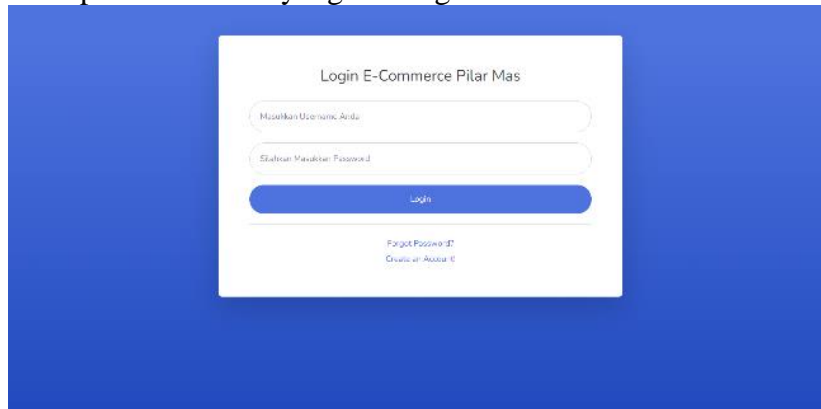 Login E-Commerce Pilar Mas
Masukkan Username Anda
Silahkan Masukkan Password
Login
Forgot Password?
Create an Account!